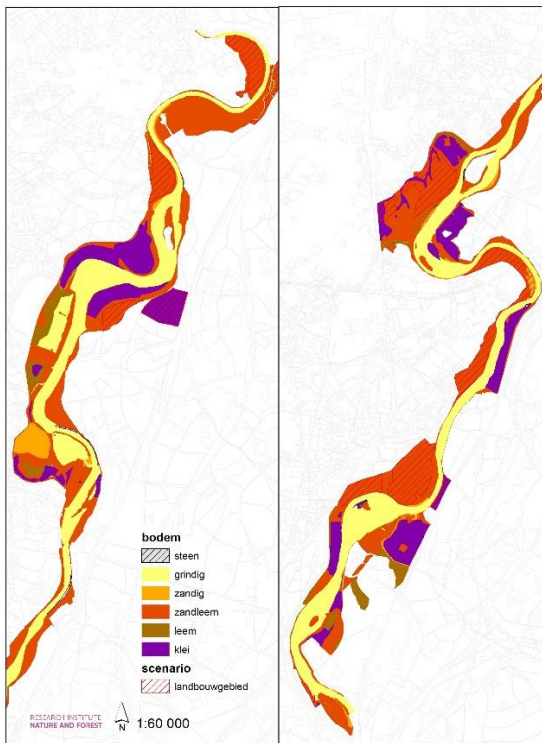 bodem
steen
grindig
zandig
zandleem
leem
klei
scenario
landbouwgebied
RESEARCH INSTITUTE
NATURE AND FOREST
N
1:60 000